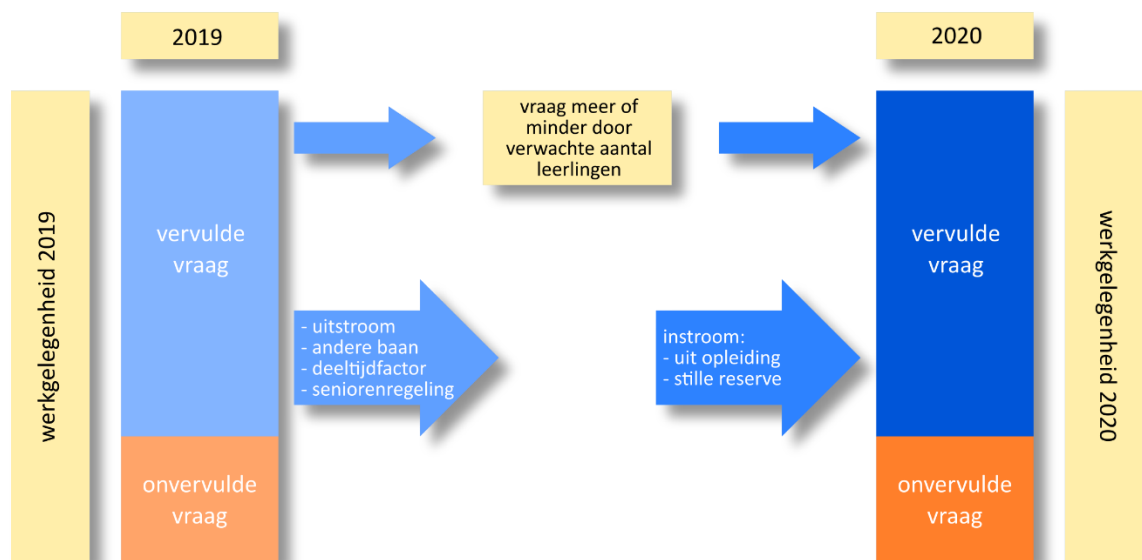 2019
2020
werkgelegenheid 2019
vervulde
vraag
onvervulde
vraag
vraag meer of
minder door
verwachte aantal
leerlingen
- uitstroom
- andere baan
- deeltijdfactor
- seniorenregeling
instroom:
- uit opleiding
- stille reserve
vervulde
vraag
onvervulde
vraag
werkgelegenheid 2020